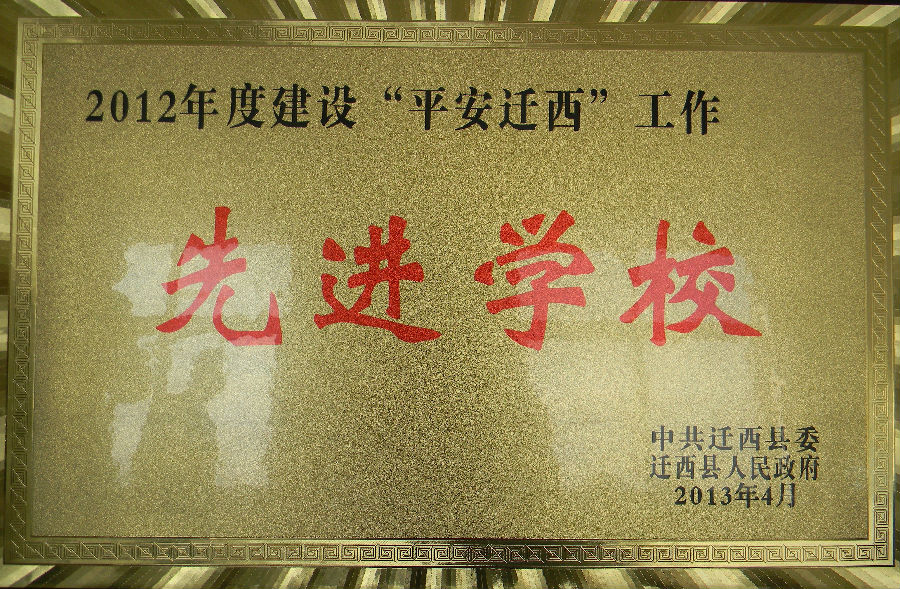 2012年度建设“平安迁西”工作
先进学校
中共迁西县委
迁西县人民政府
2013年4月